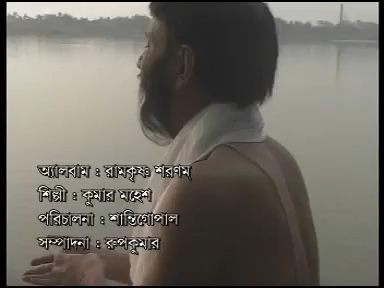 অ্যালবাম : রামকৃষ্ণ শরণম্
শিল্পী : কুমার মহেশ
পরিচালনা : শান্তিগোপাল
সম্পাদনা : রুপকুমার